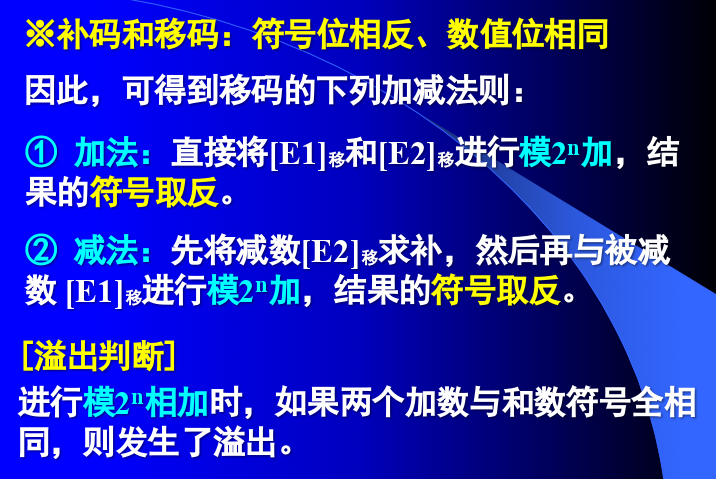 ※补码和移码：符号位相反、数值位相同
因此，可得到移码的下列加减法则：
① 加法：直接将[E1]移和[E2]移进行模2ⁿ加，结
果的符号取反。
② 减法：先将减数[E2]移求补，然后再与被减
数 [E1]移进行模2ⁿ加，结果的符号取反。
[溢出判断]
进行模2ⁿ相加时，如果两个加数与和数符号全相
同，则发生了溢出。